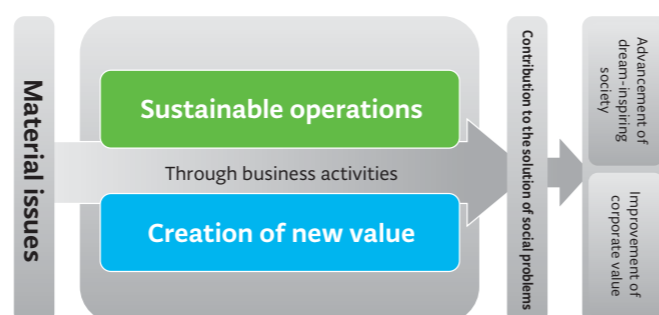 Material issues
Sustainable operations
Through business activities
Creation of new value
Contribution to the solution of social problems
Advancement of
dream-inspiring
society
Improvement of
corporate value